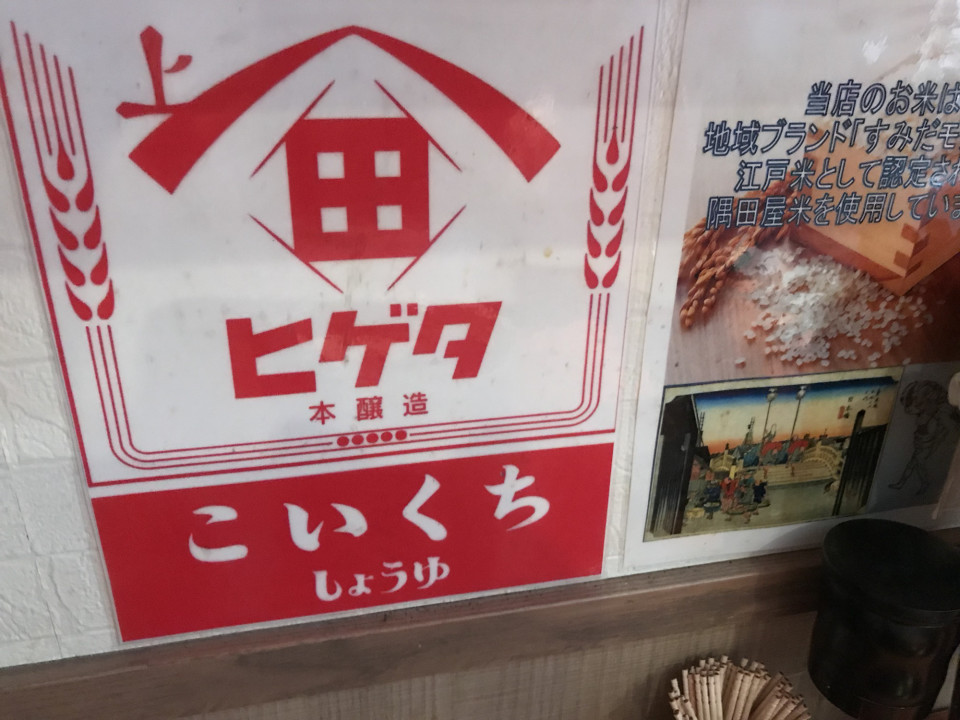 上
ヒゲタ
本醸造
こいくち
しょうゆ
当店のお米は
地域ブランド「すみだモ
江戸米として認定され
隅田屋米を使用していま